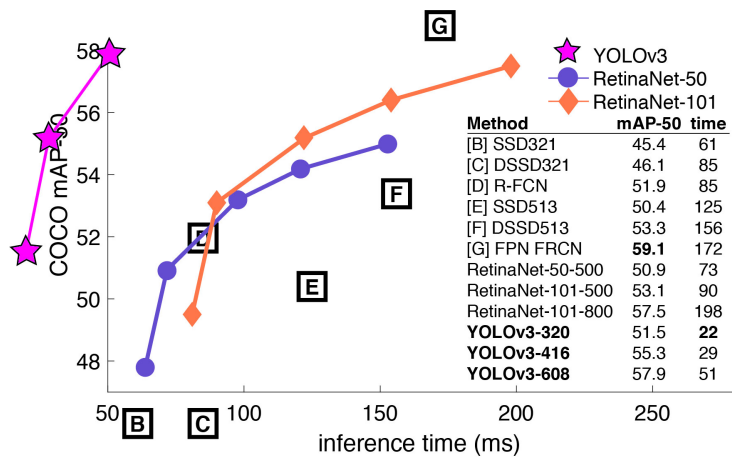 G
58
YOLOv3
RetinaNet-50
RetinaNet-101
56
COCO mAP-50
Method mAP-50 time
[B] SSD321 45.4 61
[C] DSSD321 46.1 85
[D] R-FCN 51.9 85
[E] SSD513 50.4 125
[F] DSSD513 53.3 156
[G] FPN FRCN 59.1 172
RetinaNet-50-500 50.9 73
RetinaNet-101-500 53.1 90
RetinaNet-101-800 57.5 198
YOLOv3-320 51.5 22
YOLOv3-416 55.3 29
YOLOv3-608 57.9 51
54
F
D
52
E
50
48
50 100 150 200 250
B
C
inference time (ms)